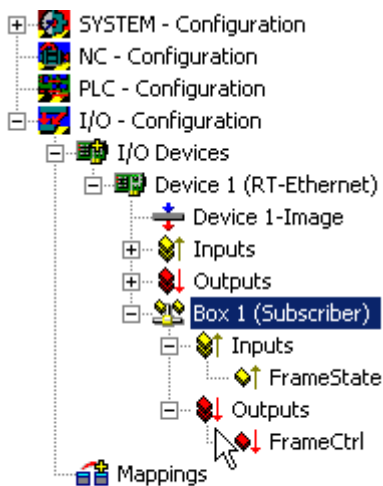 SYSTEM - Configuration
NC - Configuration
PLC - Configuration
I/O - Configuration
I/O Devices
Device 1 (RT-Ethernet)
Device 1-Image
Inputs
Outputs
Box 1 (Subscriber)
Inputs
FrameState
Outputs
FrameCtrl
Mappings